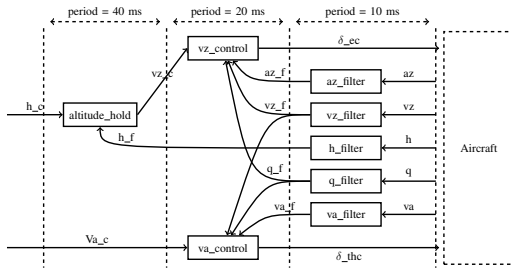 period = 40 ms
period = 20 ms
period = 10 ms
vz_control
δ_ec
az_f
az_filter
az
vz_c
h_c
altitude_hold
vz_f
vz_filter
vz
h_f
h_filter
h
Aircraft
q_f
q_filter
q
va_f
va_filter
va
Va_c
va_control
δ_thc